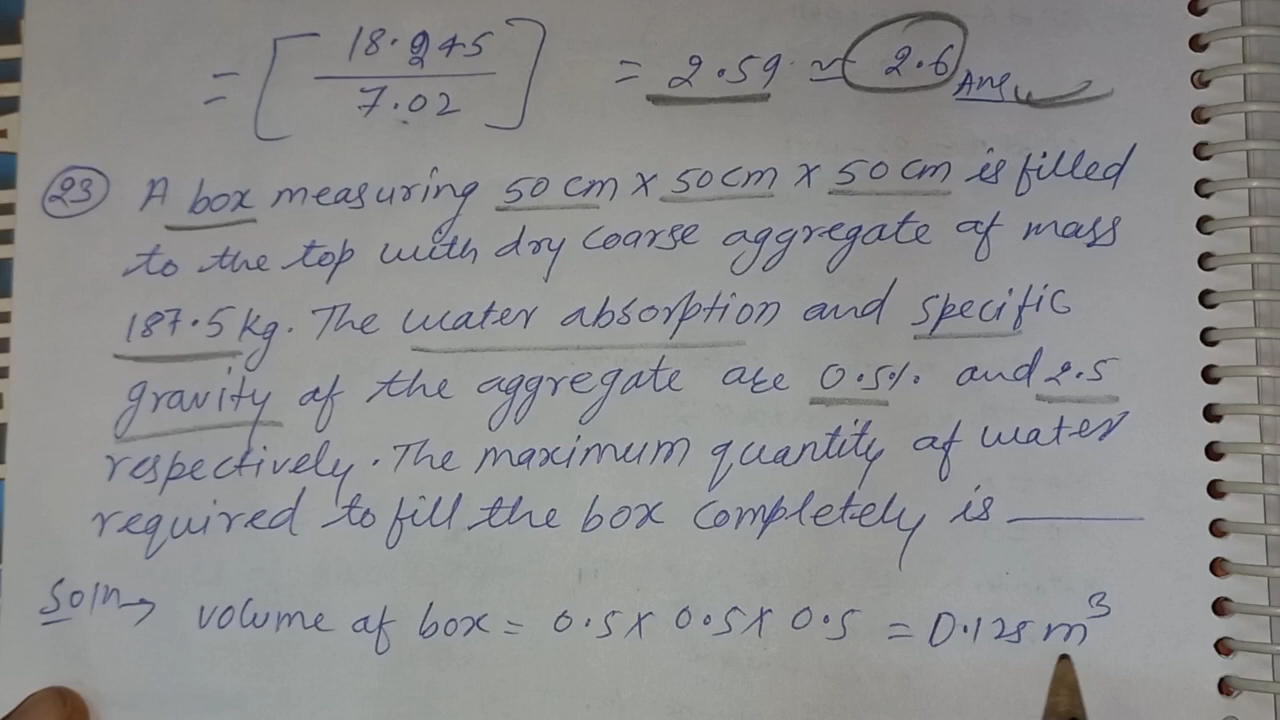 = [ 18.945 / 7.02 ] = 2.59 ≃ 2.6 Ans
23 A box measuring 50 cm x 50 cm x 50 cm is filled
to the top with dry coarse aggregate of mass
187.5 kg. The water absorption and specific
gravity of the aggregate are 0.5%. and 2.5
respectively. The maximum quantity of water
required to fill the box completely is ____
Soln→ volume of box = 0.5 x 0.5 x 0.5 = 0.125 m³